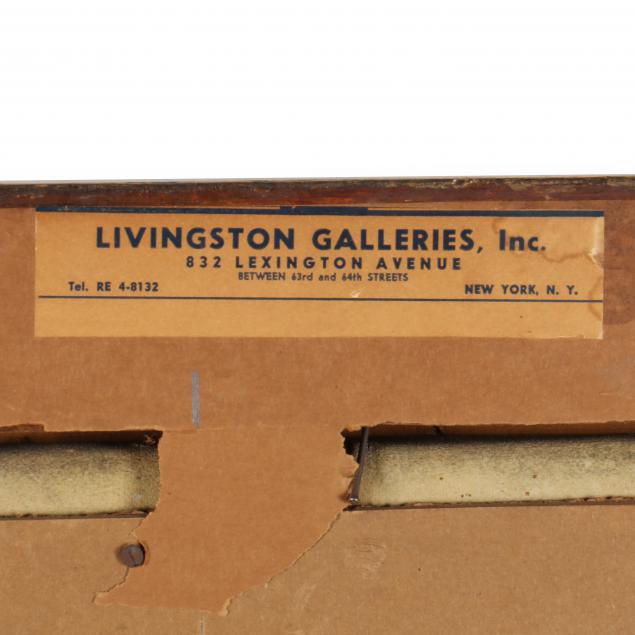 LIVINGSTON GALLERIES, Inc.
832 LEXINGTON AVENUE
BETWEEN 63rd and 64th STREETS
Tel. RE 4-8132 NEW YORK, N. Y.